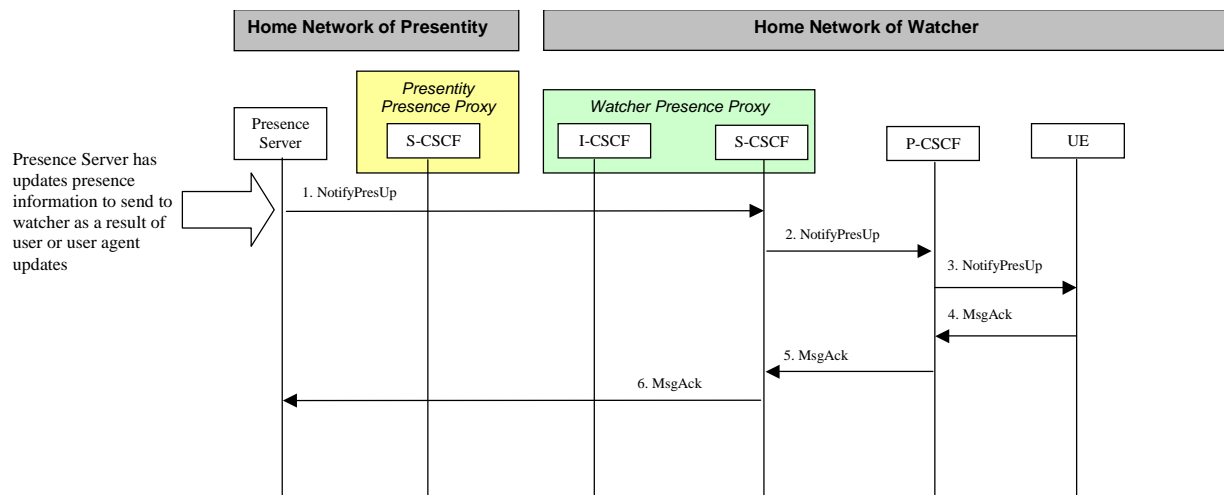 Home Network of Presentity
Home Network of Watcher
Presentity
Presence Proxy
Watcher Presence Proxy
Presence
Server
S-CSCF
I-CSCF
S-CSCF
P-CSCF
UE
Presence Server has
updates presence
information to send to
watcher as a result of
user or user agent
updates
1. NotifyPresUp
2. NotifyPresUp
3. NotifyPresUp
4. MsgAck
5. MsgAck
6. MsgAck